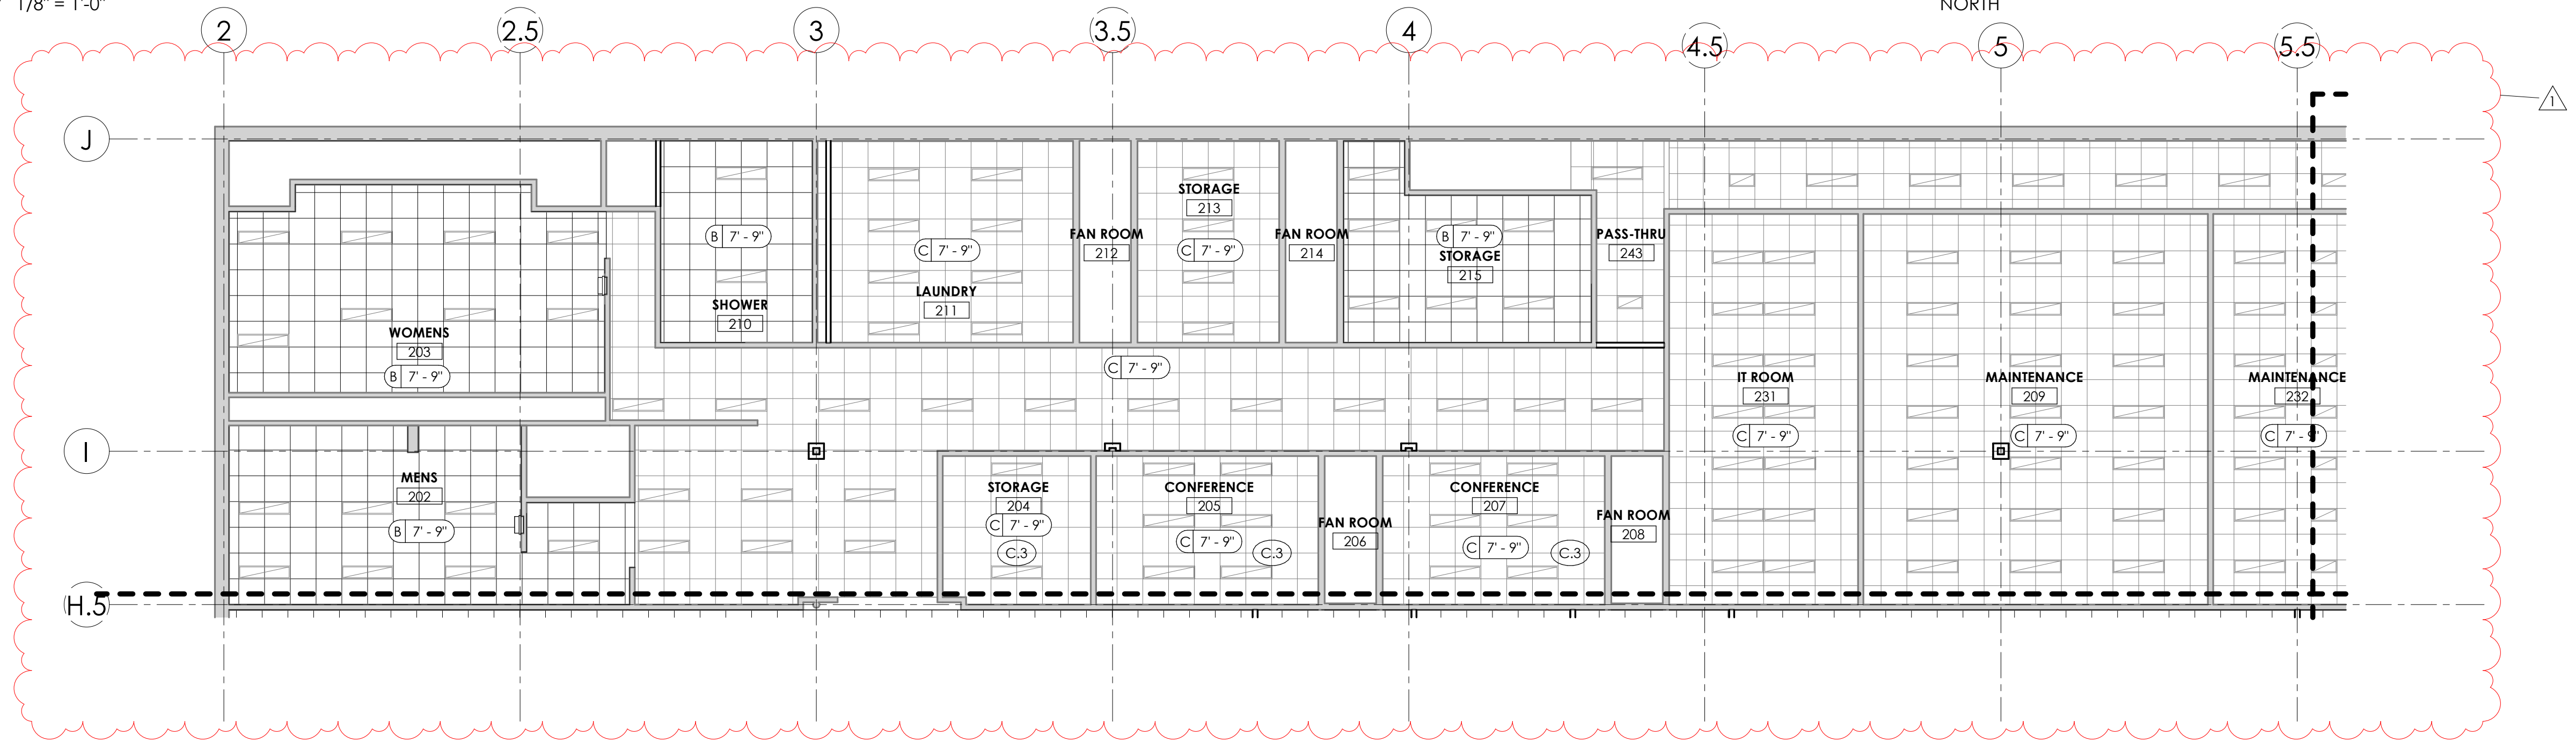 1/8" = 1'-0"
NORTH
2
2.5
3
3.5
4
4.5
5
5.5
1
J
STORAGE
213
B 7' - 9"
C 7' - 9"
FAN ROOM
212
C 7' - 9"
FAN ROOM
214
B 7' - 9"
STORAGE
215
PASS-THRU
243
SHOWER
210
LAUNDRY
211
WOMENS
203
B 7' - 9"
C 7' - 9"
IT ROOM
231
C 7' - 9"
MAINTENANCE
209
C 7' - 9"
MAINTENANCE
232
C 7' - 9"
I
MENS
202
B 7' - 9"
STORAGE
204
C 7' - 9"
C.3
CONFERENCE
205
C 7' - 9"
C.3
FAN ROOM
206
CONFERENCE
207
C 7' - 9"
C.3
FAN ROOM
208
H.5